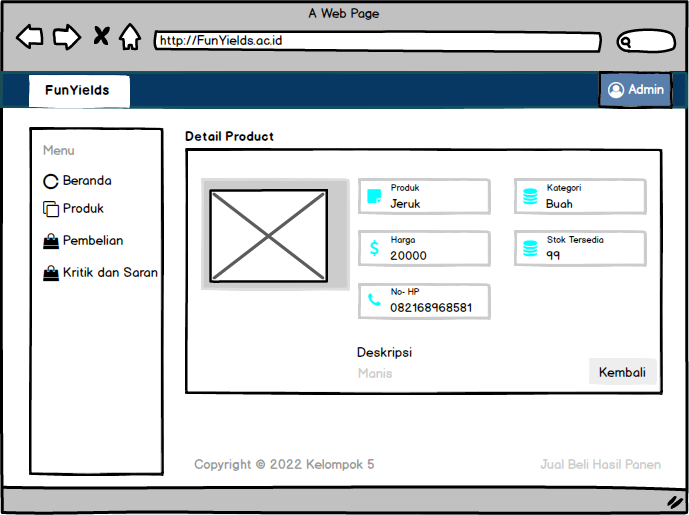 A Web Page
http://FunYields.ac.id
FunYields
Admin
Menu
Beranda
Produk
Pembelian
Kritik dan Saran
Detail Product
Produk
Jeruk
Kategori
Buah
Harga
20000
Stok Tersedia
99
No- HP
082168968581
Deskripsi
Manis
Kembali
Copyright © 2022 Kelompok 5
Jual Beli Hasil Panen